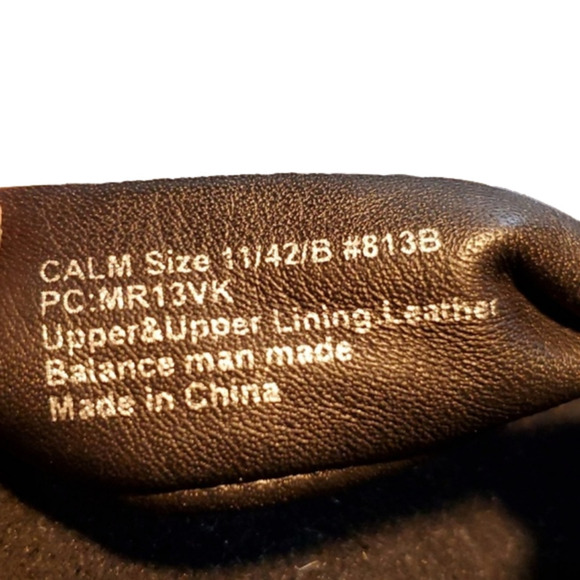 CALM Size 11/42/B #813B
PC:MR13VK
Upper&Upper Lining:Leather
Balance man made
Made in China